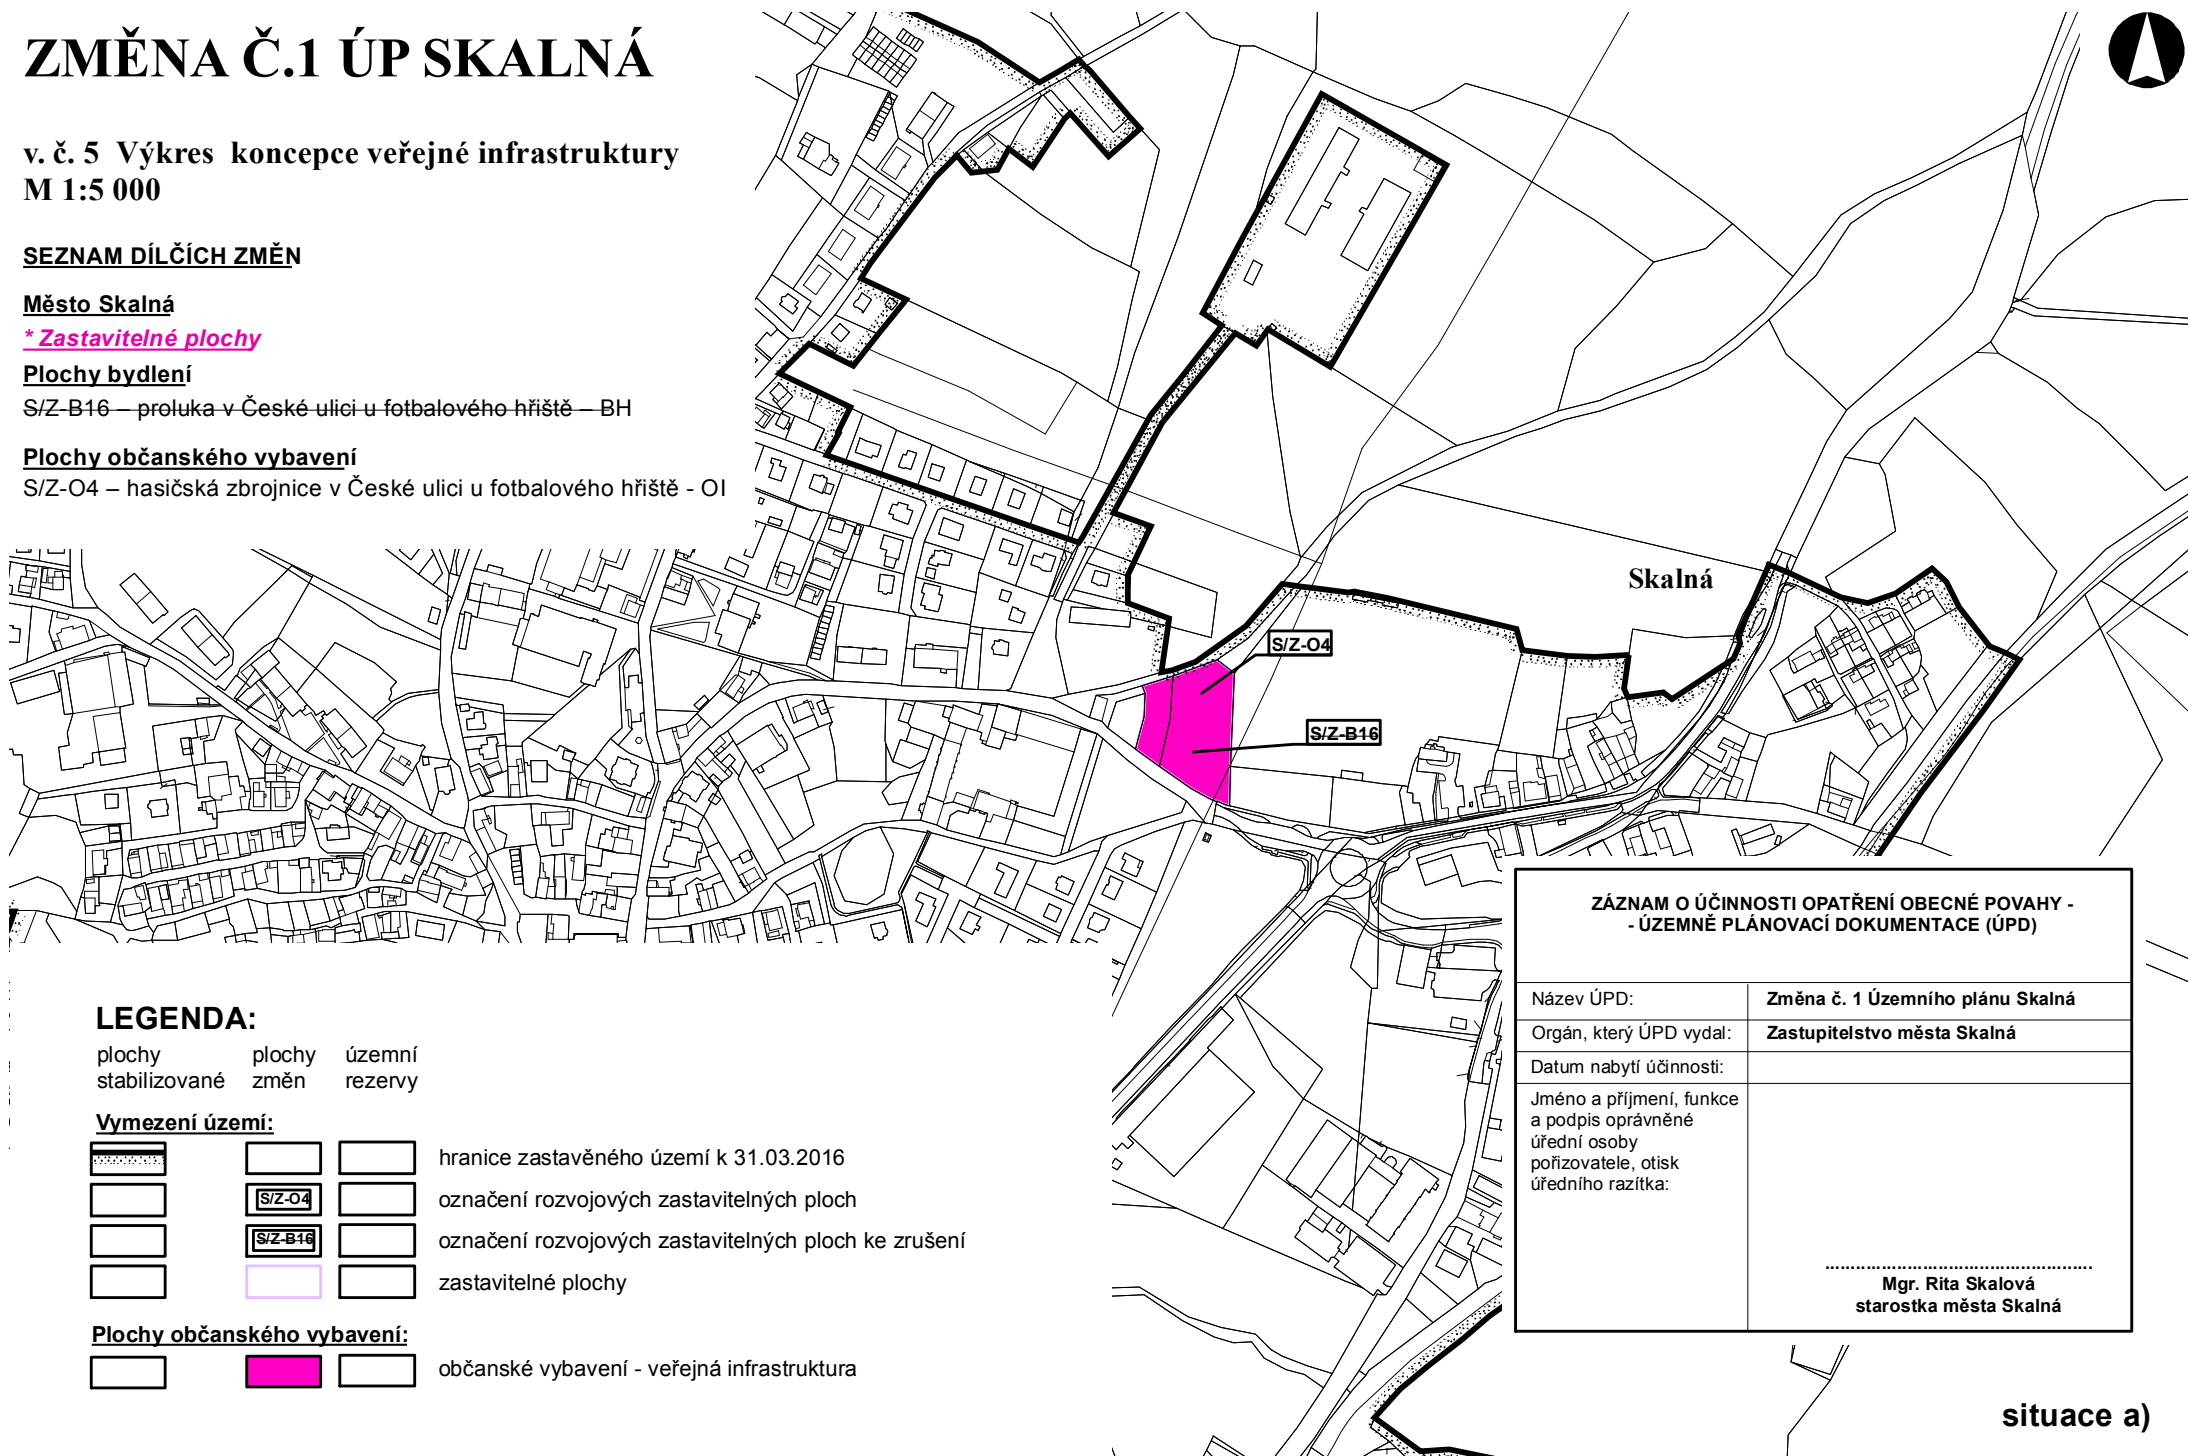 ZMĚNA Č.1 ÚP SKALNÁ
v. č. 5 Výkres koncepce veřejné infrastruktury
M 1:5 000
SEZNAM DÍLČÍCH ZMĚN
Město Skalná
* Zastavitelné plochy
Plochy bydlení
S/Z-B16 – proluka v České ulici u fotbalového hřiště – BH
Plochy občanského vybavení
S/Z-O4 – hasičská zbrojnice v České ulici u fotbalového hřiště - OI
Skalná
S/Z-O4
S/Z-B16
LEGENDA:
plochy stabilizované
plochy změn
územní rezervy
Vymezení území:
hranice zastavěného území k 31.03.2016
S/Z-O4
označení rozvojových zastavitelných ploch
S/Z-B16
označení rozvojových zastavitelných ploch ke zrušení
zastavitelné plochy
Plochy občanského vybavení:
občanské vybavení - veřejná infrastruktura
ZÁZNAM O ÚČINNOSTI OPATŘENÍ OBECNÉ POVAHY -
- ÚZEMNĚ PLÁNOVACÍ DOKUMENTACE (ÚPD)
Název ÚPD:
Změna č. 1 Územního plánu Skalná
Orgán, který ÚPD vydal:
Zastupitelstvo města Skalná
Datum nabytí účinnosti:
Jméno a příjmení, funkce
a podpis oprávněné
úřední osoby
pořizovatele, otisk
úředního razítka:
................................................
Mgr. Rita Skalová
starostka města Skalná
situace a)